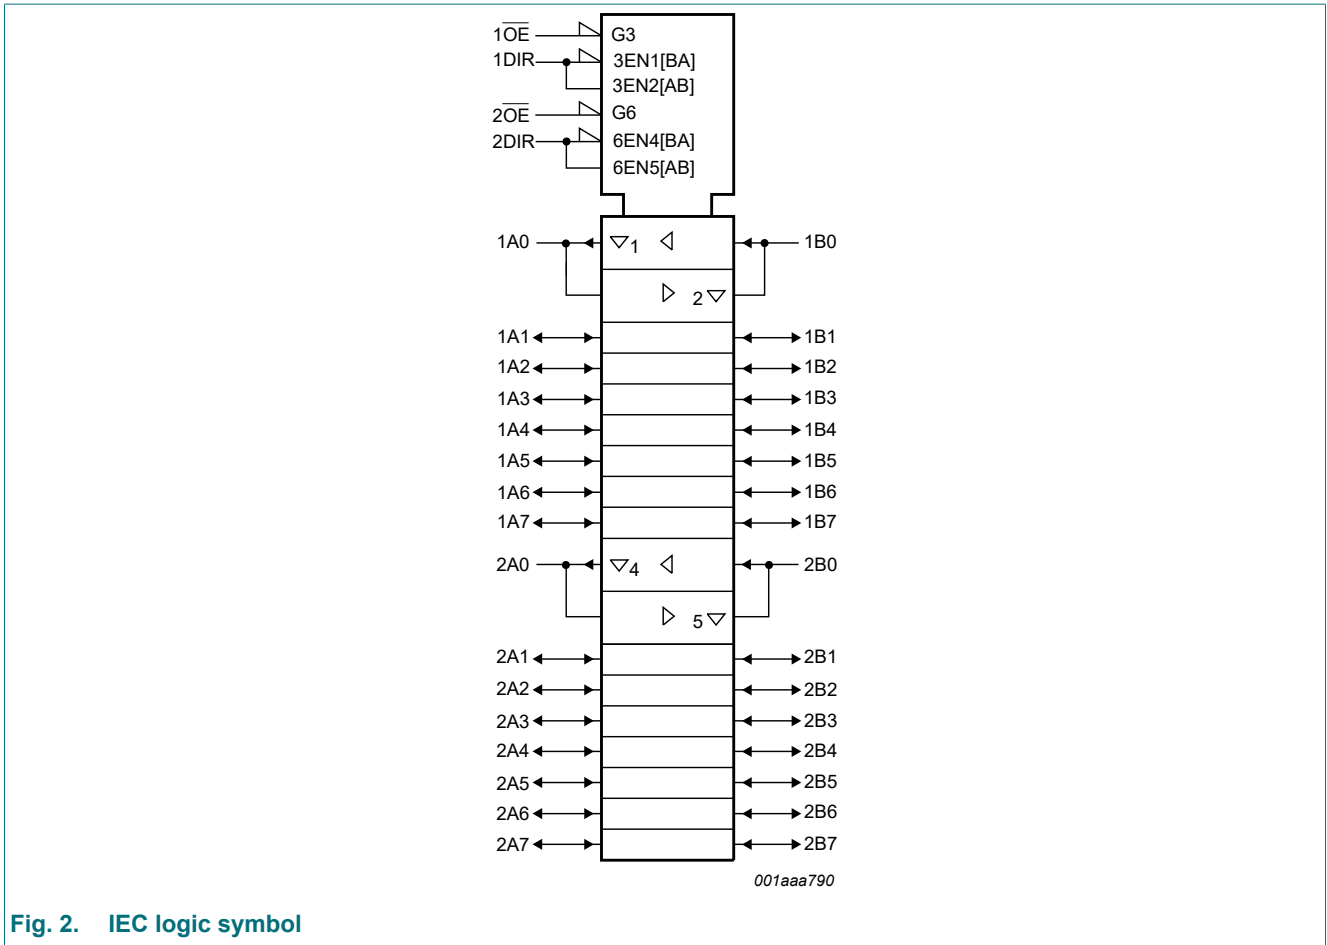 1O̅E̅ G3
1DIR 3EN1[BA]
3EN2[AB]
2O̅E̅ G6
2DIR 6EN4[BA]
6EN5[AB]
1A0 1 1B0
2
1A1 1B1
1A2 1B2
1A3 1B3
1A4 1B4
1A5 1B5
1A6 1B6
1A7 1B7
2A0 4 2B0
5
2A1 2B1
2A2 2B2
2A3 2B3
2A4 2B4
2A5 2B5
2A6 2B6
2A7 2B7
001aaa790
Fig. 2. IEC logic symbol